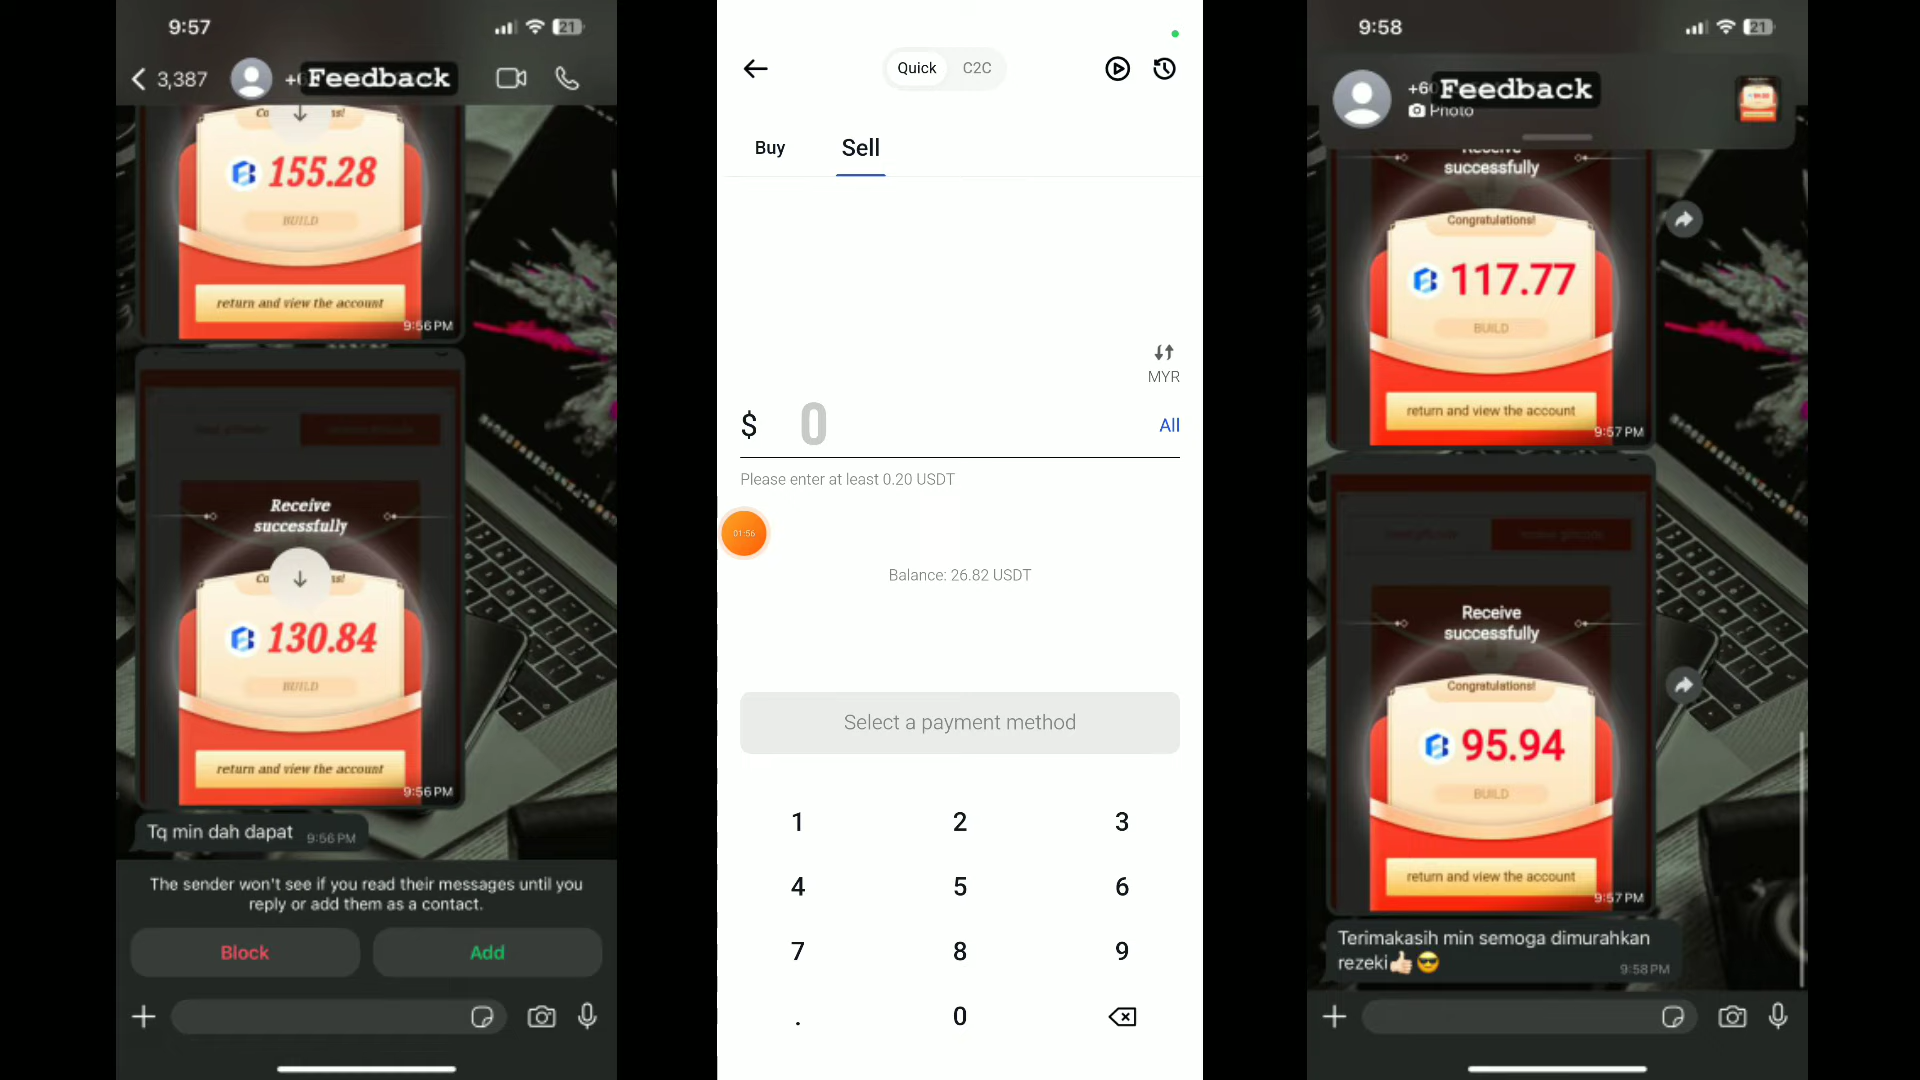 9:57
21
3,387
+6
Feedback
155.28
BUILD
return and view the account
9:56 PM
Receive
successfully
130.84
BUILD
return and view the account
9:56 PM
Tq min dah dapat 9:56 PM
The sender won't see if you read their messages until you
reply or add them as a contact.
Block
Add
Quick
C2C
Buy
Sell
MYR
$ 0
All
Please enter at least 0.20 USDT
01:56
Balance: 26.82 USDT
Select a payment method
1 2 3
4 5 6
7 8 9
. 0
9:58
21
+60
Feedback
Photo
Receive
successfully
Congratulations!
117.77
BUILD
return and view the account
9:57 PM
Receive
successfully
Congratulations!
95.94
BUILD
return and view the account
9:57 PM
Terimakasih min semoga dimurahkan
rezeki👍🏻😎
9:58 PM